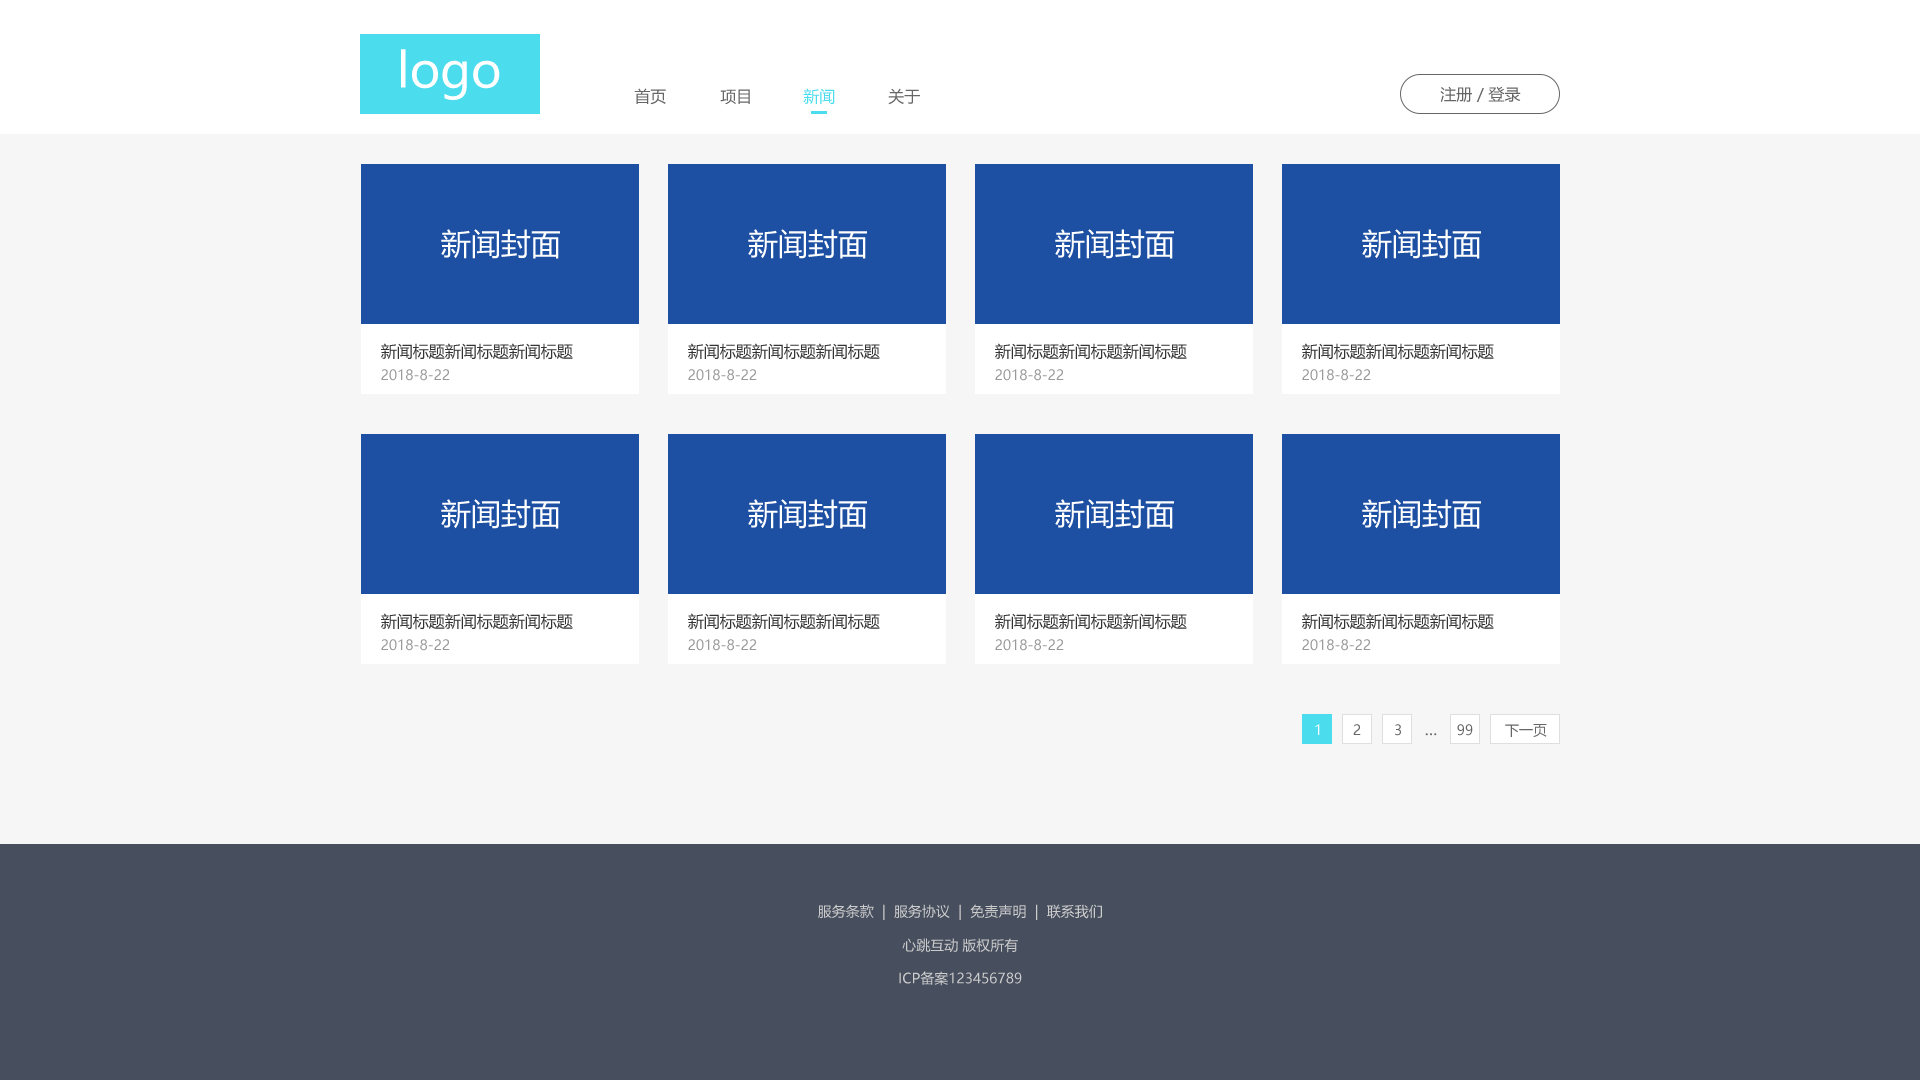 logo
首页 项目 新闻 关于 注册 / 登录
新闻封面 新闻封面 新闻封面 新闻封面
新闻标题新闻标题新闻标题 新闻标题新闻标题新闻标题 新闻标题新闻标题新闻标题 新闻标题新闻标题新闻标题
2018-8-22 2018-8-22 2018-8-22 2018-8-22
新闻封面 新闻封面 新闻封面 新闻封面
新闻标题新闻标题新闻标题 新闻标题新闻标题新闻标题 新闻标题新闻标题新闻标题 新闻标题新闻标题新闻标题
2018-8-22 2018-8-22 2018-8-22 2018-8-22
1 2 3 ... 99 下一页
服务条款 | 服务协议 | 免责声明 | 联系我们
心跳互动 版权所有
ICP备案123456789